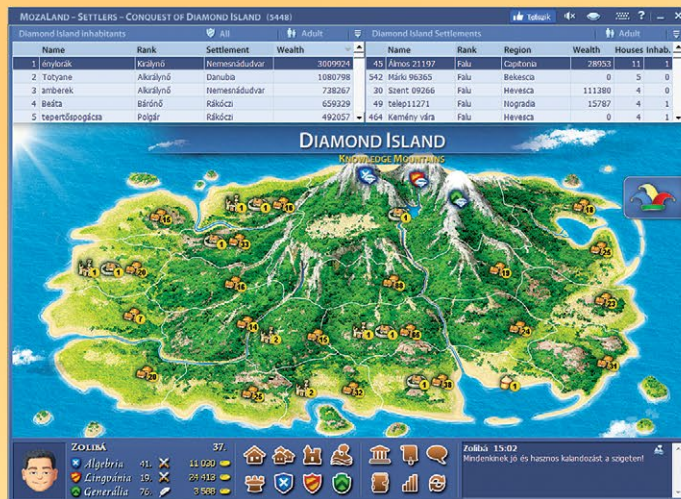 MOZALAND – SETTLERS – CONQUEST OF DIAMOND ISLAND (5448)
Tetszik
?
Diamond Island inhabitants All Adult
Name Rank Settlement Wealth
1 énylorák Királynő Nemesnádudvar 3009924
2 Totyane Alkirálynő Danubia 1080798
3 amberek Alkirálynő Nemesnádudvar 738267
4 Beáta Bárónő Rákóczi 659329
5 tepertőspogácsa Polgár Rákóczi 492057
Diamond Island Settlements Adult
Name Rank Region Wealth Houses Inhab.
45 Álmos 21197 Falu Capitonia 28953 11 1
542 Márki 96365 Falu Bekescia 0 5 0
30 Szent 09266 Falu Hevesca 111380 4 0
49 telep11271 Falu Nogradia 15787 4 1
464 Kemény vára Falu Hevesca 0 4 1
DIAMOND ISLAND
KNOWLEDGE MOUNTAINS
ZOLIBÁ 37.
Algebria 41. 11 030
Lingvánia 19. 24 413
Generália 76. 3 588
Zolibá 15:02
Mindenkinek jó és hasznos kalandozást a szigeten!